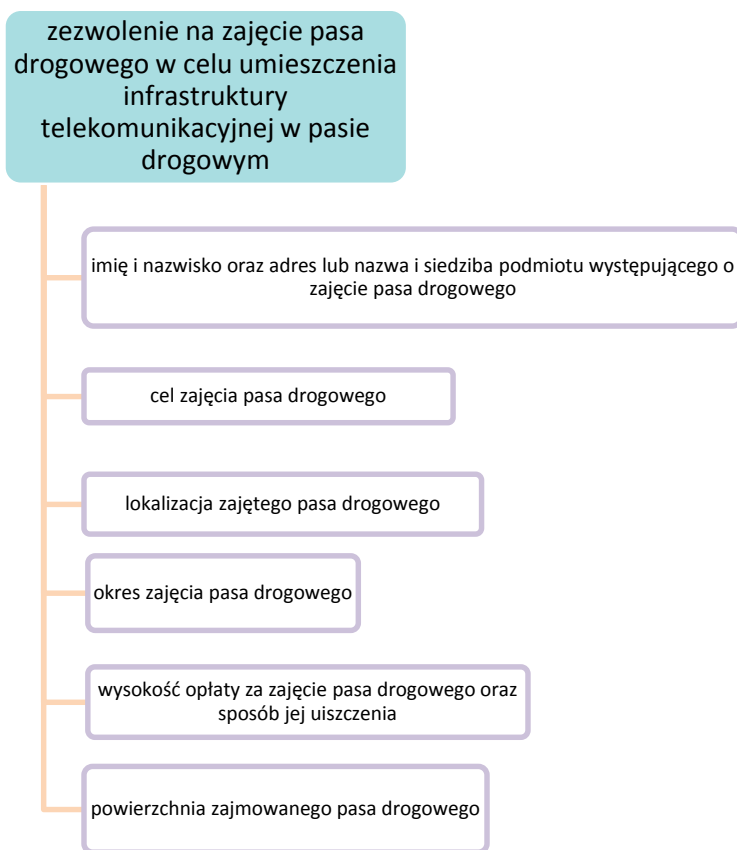 zezwolenie na zajęcie pasa
drogowego w celu umieszczenia
infrastruktury
telekomunikacyjnej w pasie
drogowym
imię i nazwisko oraz adres lub nazwa i siedziba podmiotu występującego o
zajęcie pasa drogowego
cel zajęcia pasa drogowego
lokalizacja zajętego pasa drogowego
okres zajęcia pasa drogowego
wysokość opłaty za zajęcie pasa drogowego oraz
sposób jej uiszczenia
powierzchnia zajmowanego pasa drogowego